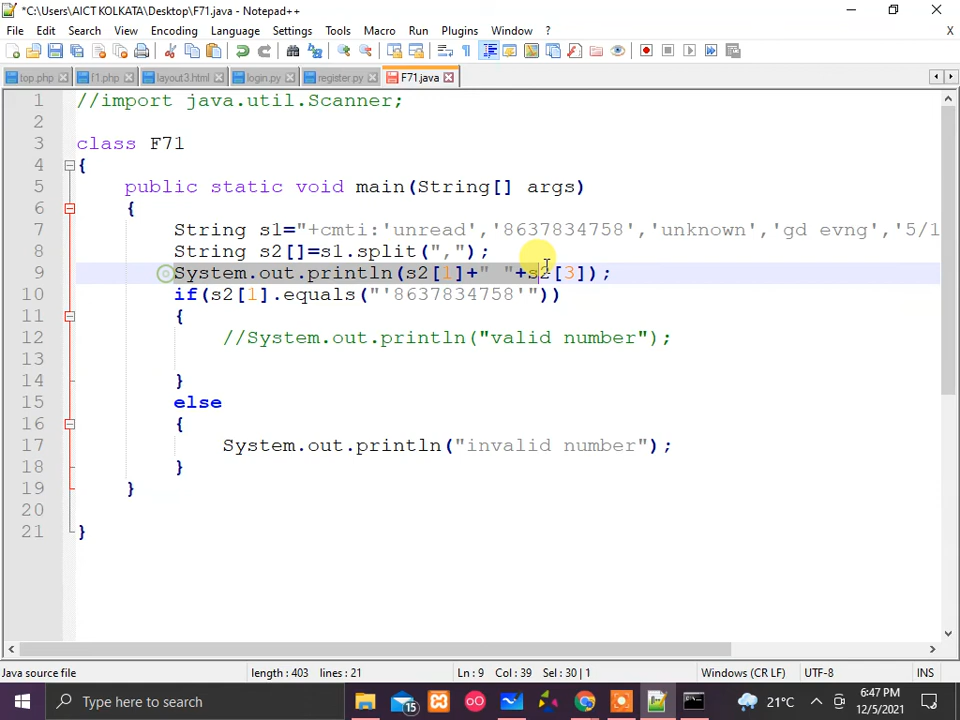 *C:\Users\AICT KOLKATA\Desktop\F71.java - Notepad++
File Edit Search View Encoding Language Settings Tools Macro Run Plugins Window ? X
top.php f1.php layout3.html login.py register.py F71.java
1 //import java.util.Scanner;
2
3 class F71
4 {
5 public static void main(String[] args)
6 {
7 String s1="+cmti:'unread','8637834758','unknown','gd evng','5/1
8 String s2[]=s1.split(",");
9 System.out.println(s2[1]+" "+s2[3]);
10 if(s2[1].equals("'8637834758'"))
11 {
12 //System.out.println("valid number");
13
14 }
15 else
16 {
17 System.out.println("invalid number");
18 }
19 }
20
21 }
Java source file length : 403 lines : 21 Ln : 9 Col : 39 Sel : 30 | 1 Windows (CR LF) UTF-8 INS
Type here to search 15 21°C 6:47 PM
12/5/2021